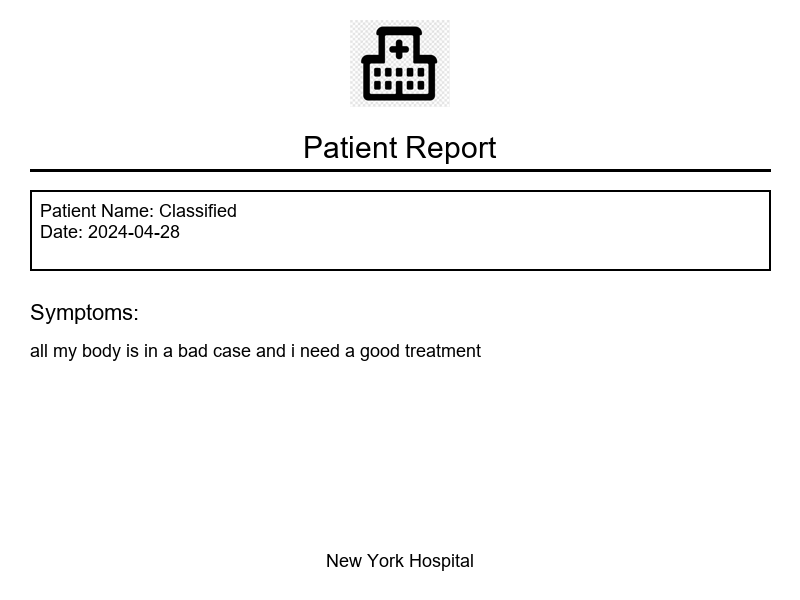 Patient Report
Patient Name: Classified
Date: 2024-04-28
Symptoms:
all my body is in a bad case and i need a good treatment
New York Hospital